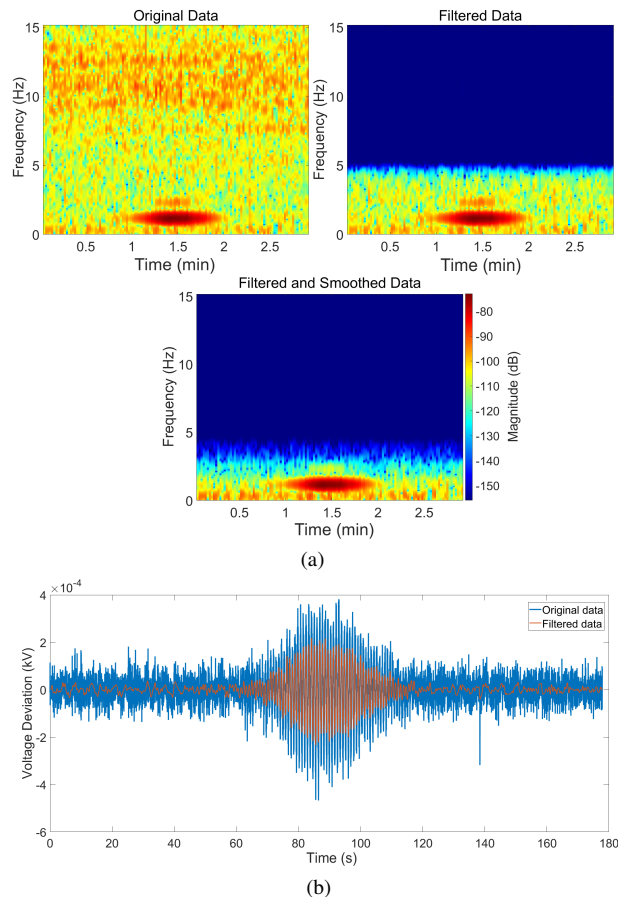 Original Data
Freuqency (Hz)
15
10
5
0
0.5 1 1.5 2 2.5
Time (min)
Filtered Data
Frequency (Hz)
15
10
5
0
0.5 1 1.5 2 2.5
Time (min)
Filtered and Smoothed Data
Frequency (Hz)
15
10
5
0
0.5 1 1.5 2 2.5
Time (min)
-80
-90
-100
-110
-120
-130
-140
-150
Magnitude (dB)
(a)
×10-4
Voltage Deviation (kV)
4
2
0
-2
-4
-6
0 20 40 60 80 100 120 140 160 180
Time (s)
Original data
Filtered data
(b)